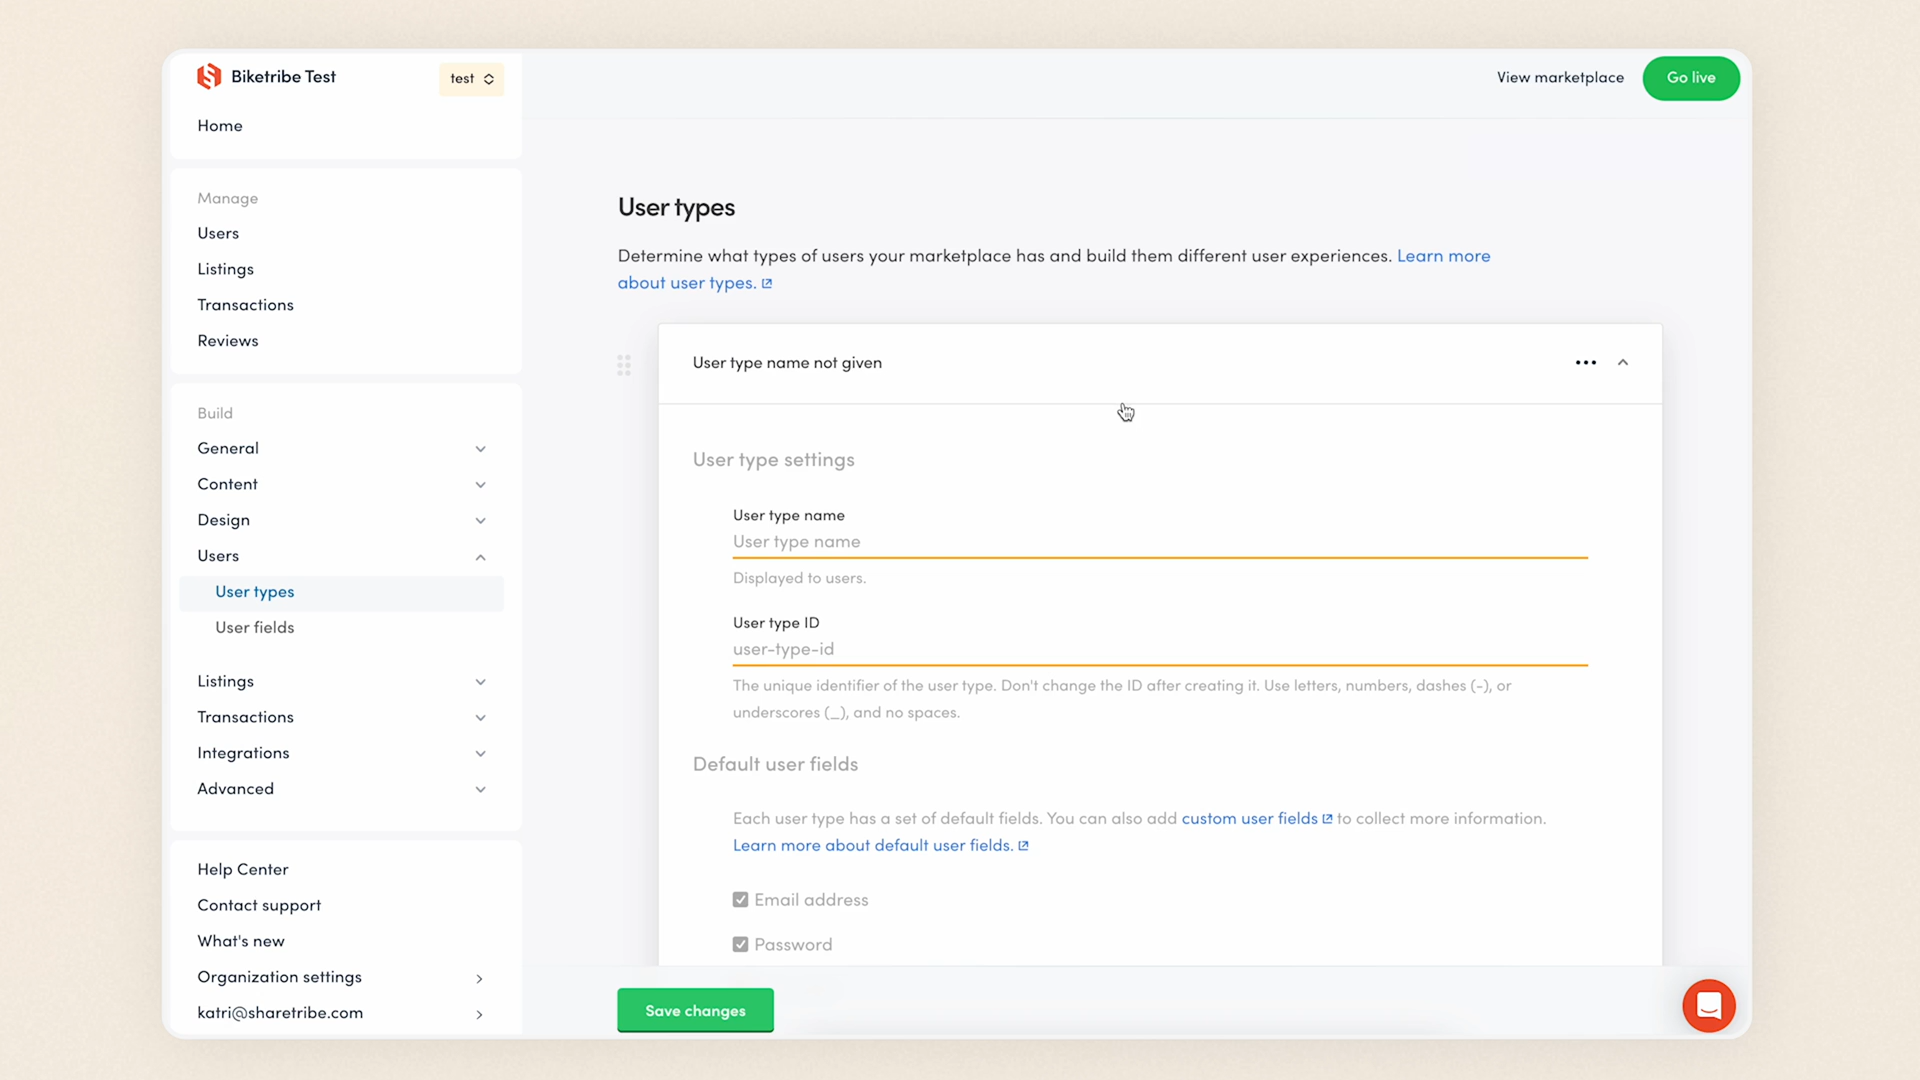 Biketribe Test
test
View marketplace
Go live
Home
Manage
Users
Listings
Transactions
Reviews
Build
General
Content
Design
Users
User types
User fields
Listings
Transactions
Integrations
Advanced
Help Center
Contact support
What's new
Organization settings
katri@sharetribe.com
User types
Determine what types of users your marketplace has and build them different user experiences. Learn more
about user types.
User type name not given
User type settings
User type name
User type name
Displayed to users.
User type ID
user-type-id
The unique identifier of the user type. Don't change the ID after creating it. Use letters, numbers, dashes (-), or
underscores (_), and no spaces.
Default user fields
Each user type has a set of default fields. You can also add custom user fields to collect more information.
Learn more about default user fields.
Email address
Password
Save changes